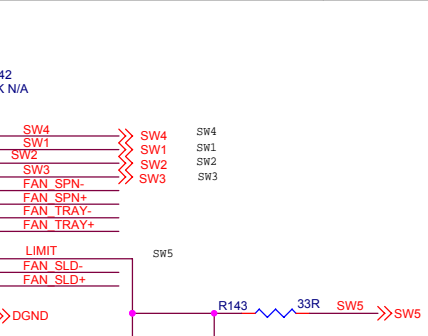 42
K N/A
SW4 SW4 SW4
SW1 SW1 SW1
SW2 SW2 SW2
SW3 SW3 SW3
FAN_SPN-
FAN_SPN+
FAN_TRAY-
FAN_TRAY+
LIMIT SW5
FAN_SLD-
FAN_SLD+
R143 33R SW5 SW5
DGND